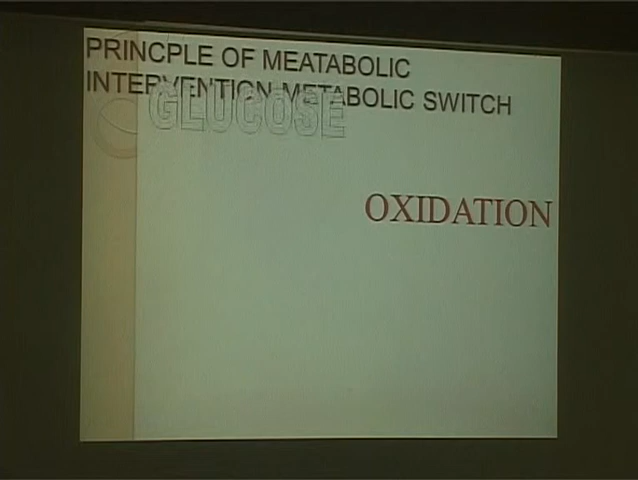 PRINCPLE OF MEATABOLIC
INTERVENTION METABOLIC SWITCH
GLUCOSE
OXIDATION